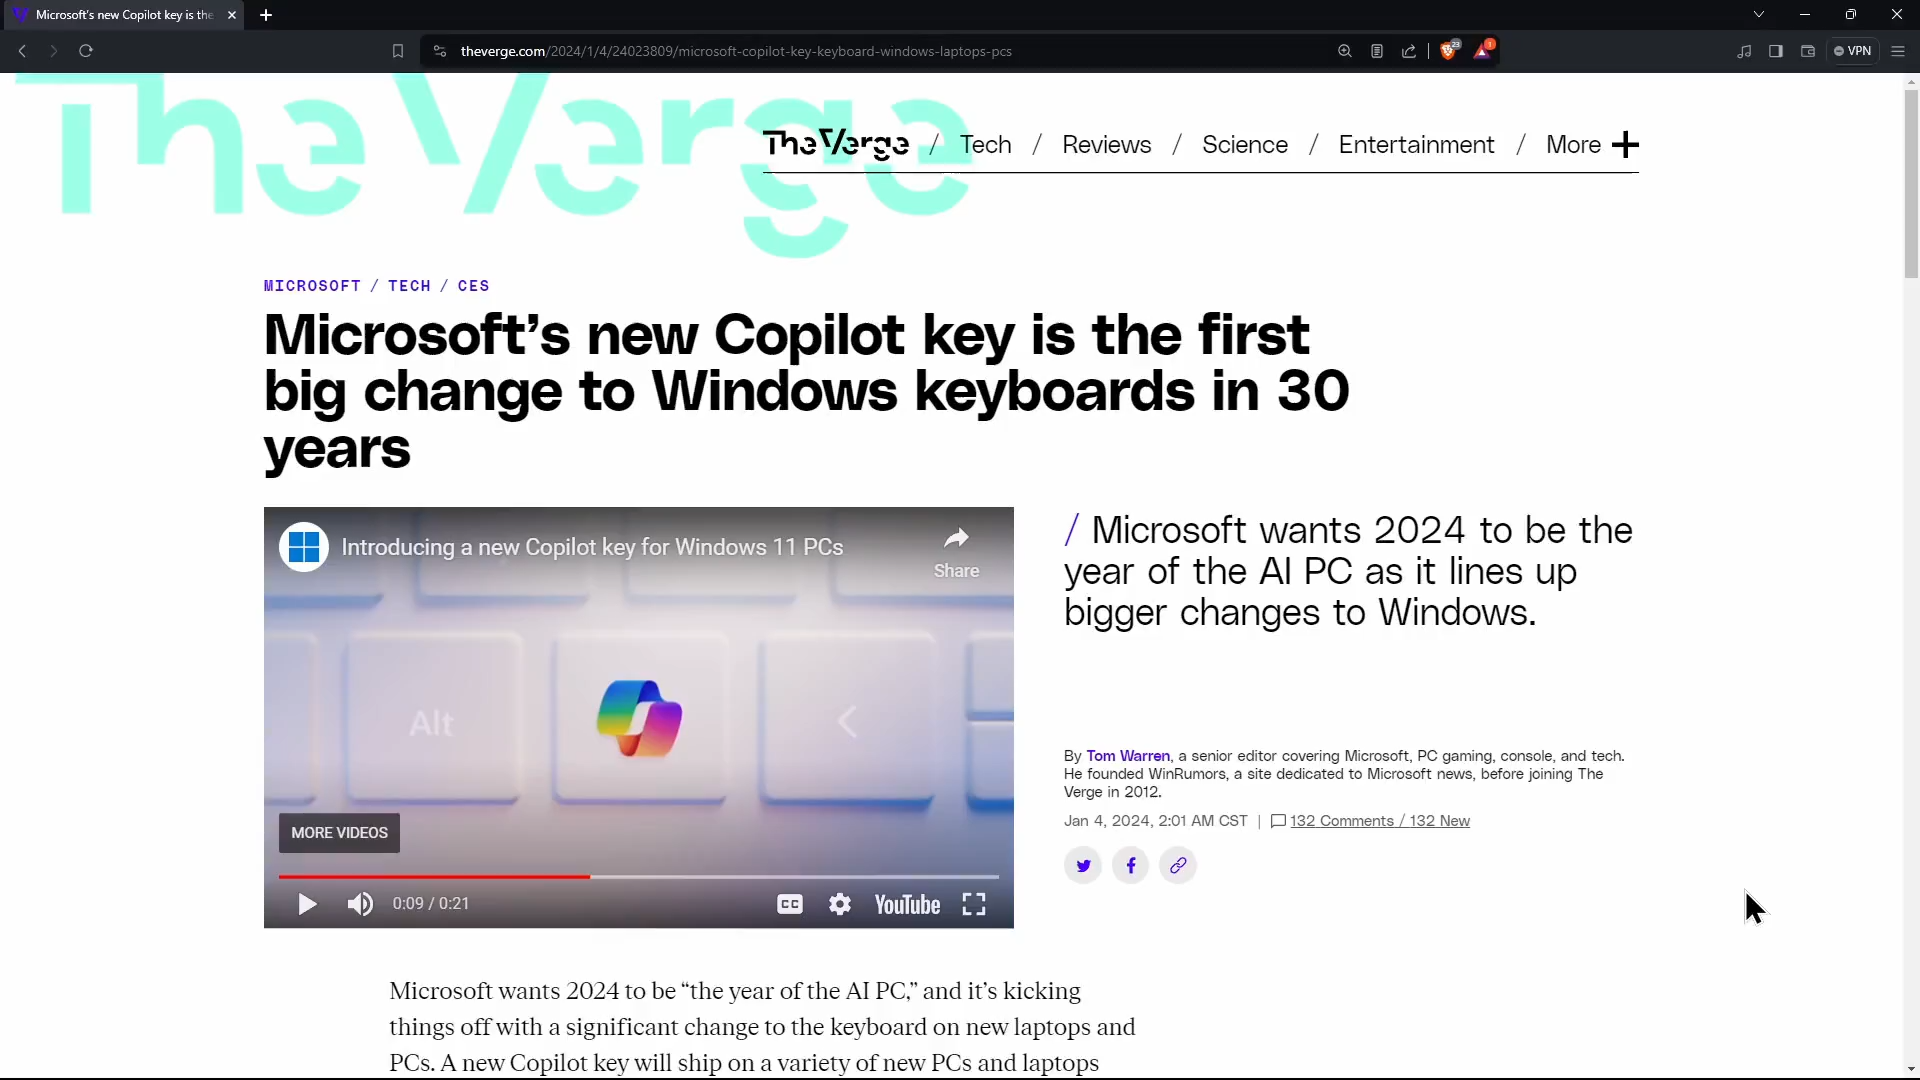 Microsoft's new Copilot key is the
theverge.com/2024/1/4/24023809/microsoft-copilot-key-keyboard-windows-laptops-pcs
23
1
VPN
The Verge
The Verge / Tech / Reviews / Science / Entertainment / More
MICROSOFT / TECH / CES
Microsoft’s new Copilot key is the first
big change to Windows keyboards in 30
years
Introducing a new Copilot key for Windows 11 PCs
Share
Alt
MORE VIDEOS
0:09 / 0:21
CC
YouTube
/ Microsoft wants 2024 to be the
year of the AI PC as it lines up
bigger changes to Windows.
By Tom Warren, a senior editor covering Microsoft, PC gaming, console, and tech.
He founded WinRumors, a site dedicated to Microsoft news, before joining The
Verge in 2012.
Jan 4, 2024, 2:01 AM CST | 132 Comments / 132 New
Microsoft wants 2024 to be “the year of the AI PC,” and it’s kicking
things off with a significant change to the keyboard on new laptops and
PCs. A new Copilot key will ship on a variety of new PCs and laptops